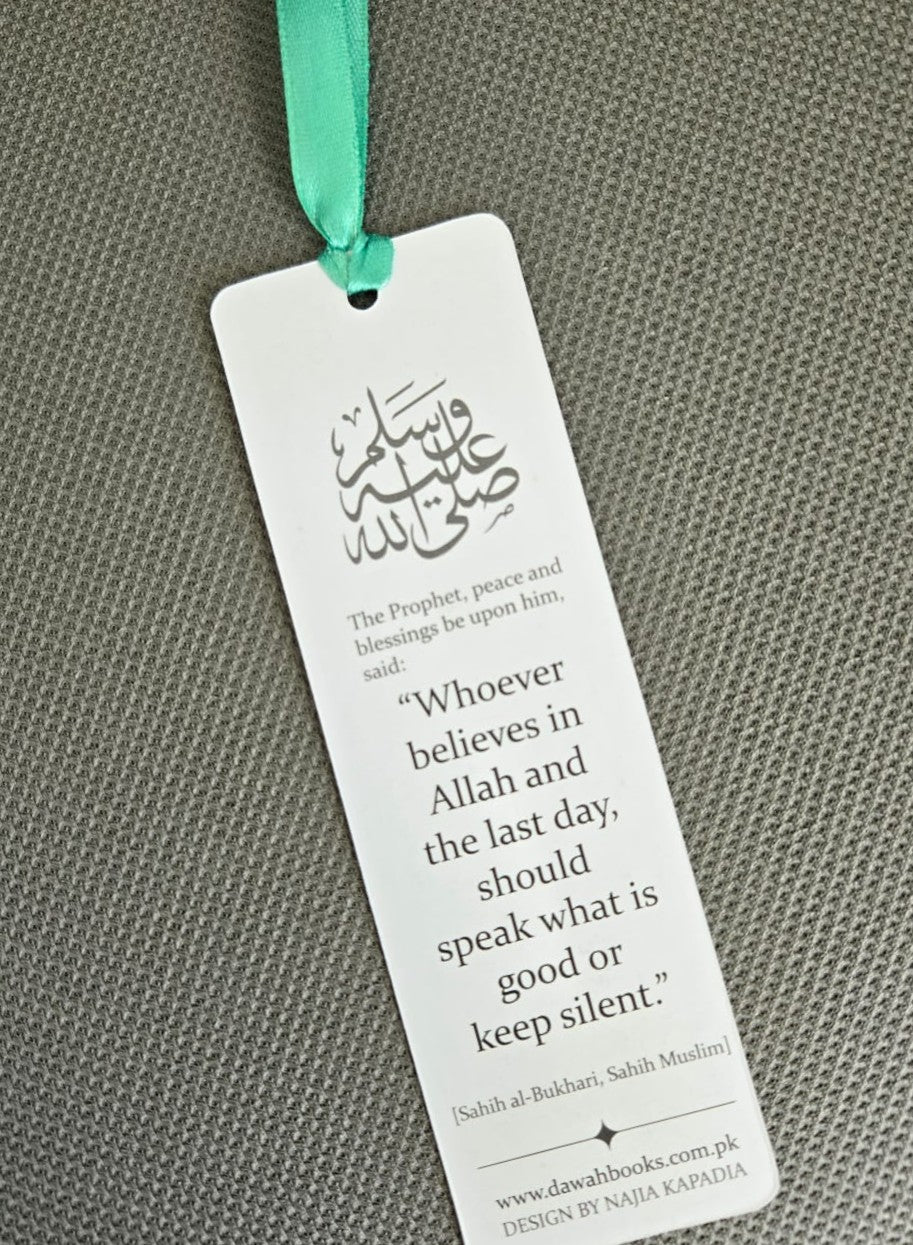 صلى الله
عليه
وسلم
The Prophet, peace and
blessings be upon him,
said:
“Whoever
believes in
Allah and
the last day,
should
speak what is
good or
keep silent.”
[Sahih al-Bukhari, Sahih Muslim]
www.dawahbooks.com.pk
DESIGN BY NAJIA KAPADIA